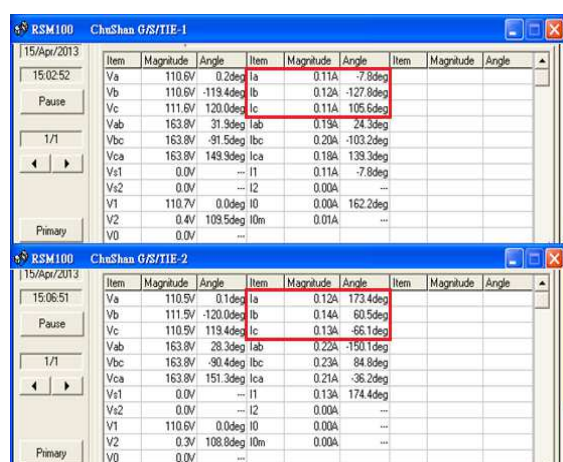 RSM100 ChuShan G/S/TIE-1
15/Apr/2013
15:02:52
Pause
1/1
Primary
Item Magnitude Angle Item Magnitude Angle Item Magnitude Angle
Va 110.6V 0.2deg Ia 0.11A -7.8deg
Vb 110.6V -119.4deg Ib 0.12A -127.8deg
Vc 111.6V 120.0deg Ic 0.11A 105.6deg
Vab 163.8V 31.9deg Iab 0.19A 24.3deg
Vbc 163.8V -91.5deg Ibc 0.20A -103.2deg
Vca 163.8V 149.9deg Ica 0.18A 139.3deg
Vs1 0.0V --- I1 0.11A -7.8deg
Vs2 0.0V --- I2 0.00A ---
V1 110.7V 0.0deg I0 0.00A 162.2deg
V2 0.4V 109.5deg I0m 0.01A ---
V0 0.0V ---
RSM100 ChuShan G/S/TIE-2
15/Apr/2013
15:06:51
Pause
1/1
Primary
Item Magnitude Angle Item Magnitude Angle Item Magnitude Angle
Va 110.5V 0.1deg Ia 0.12A 173.4deg
Vb 111.5V -120.0deg Ib 0.14A 60.5deg
Vc 110.5V 119.4deg Ic 0.13A -66.1deg
Vab 163.8V 28.3deg Iab 0.22A -150.1deg
Vbc 163.8V -90.4deg Ibc 0.23A 84.8deg
Vca 163.8V 151.3deg Ica 0.21A -36.2deg
Vs1 0.0V --- I1 0.13A 174.4deg
Vs2 0.0V --- I2 0.00A ---
V1 110.6V 0.0deg I0 0.00A ---
V2 0.3V 108.8deg I0m 0.00A ---
V0 0.0V ---